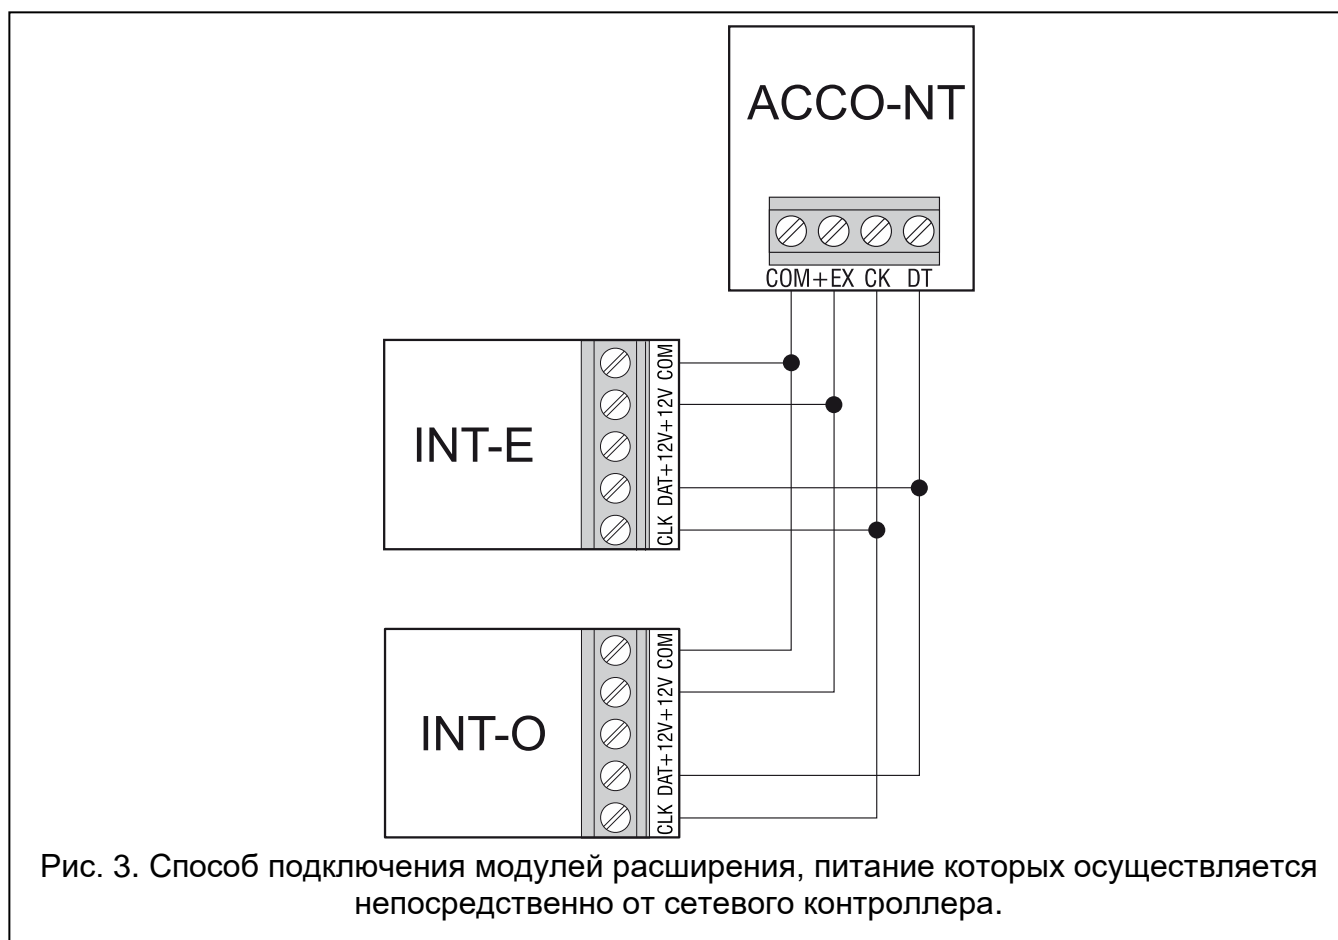 ACCO-NT
COM +EX CK DT
INT-E
COM
+12V
+12V
DAT
CLK
INT-O
COM
+12V
+12V
DAT
CLK
Рис. 3. Способ подключения модулей расширения, питание которых осуществляется
непосредственно от сетевого контроллера.